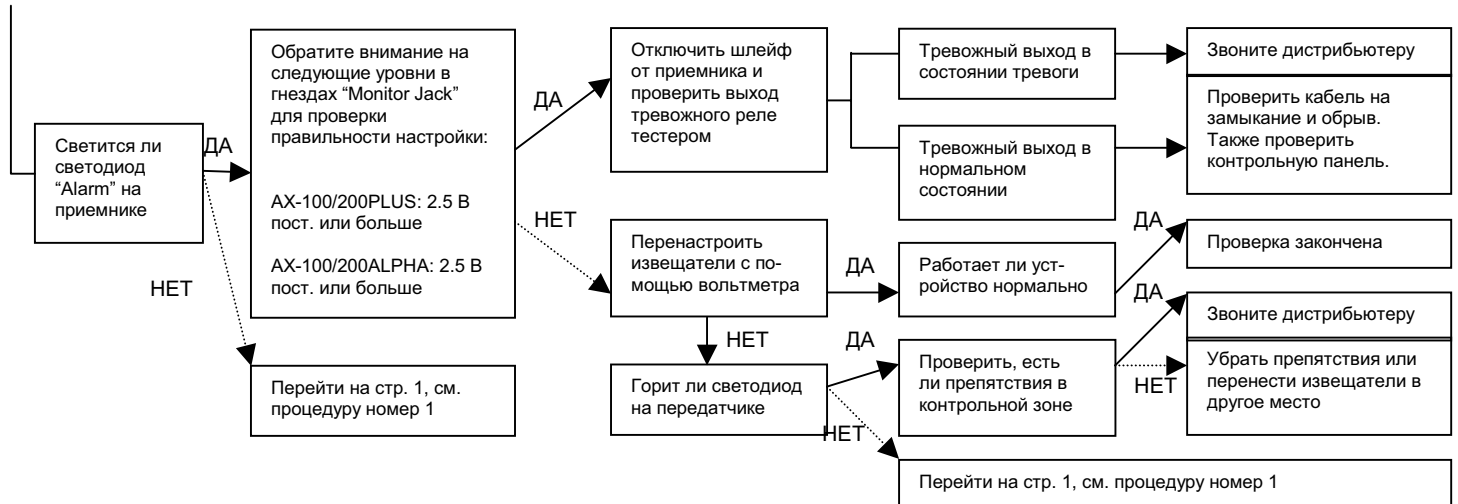 Светится ли
светодиод
“Alarm” на
приемнике
ДА
НЕТ
Обратите внимание на
следующие уровни в
гнездах “Monitor Jack”
для проверки
правильности настройки:
AX-100/200PLUS: 2.5 В
пост. или больше
AX-100/200ALPHA: 2.5 В
пост. или больше
Перейти на стр. 1, см.
процедуру номер 1
ДА
НЕТ
Отключить шлейф
от приемника и
проверить выход
тревожного реле
тестером
Тревожный выход в
состоянии тревоги
Звоните дистрибьютеру
Тревожный выход в
нормальном
состоянии
Проверить кабель на
замыкание и обрыв.
Также проверить
контрольную панель.
Перенастроить
извещатели с по-
мощью вольтметра
ДА
НЕТ
Работает ли уст-
ройство нормально
ДА
Проверка закончена
Горит ли светодиод
на передатчике
ДА
НЕТ
Проверить, есть
ли препятствия в
контрольной зоне
ДА
НЕТ
Звоните дистрибьютеру
Убрать препятствия или
перенести извещатели в
другое место
Перейти на стр. 1, см. процедуру номер 1